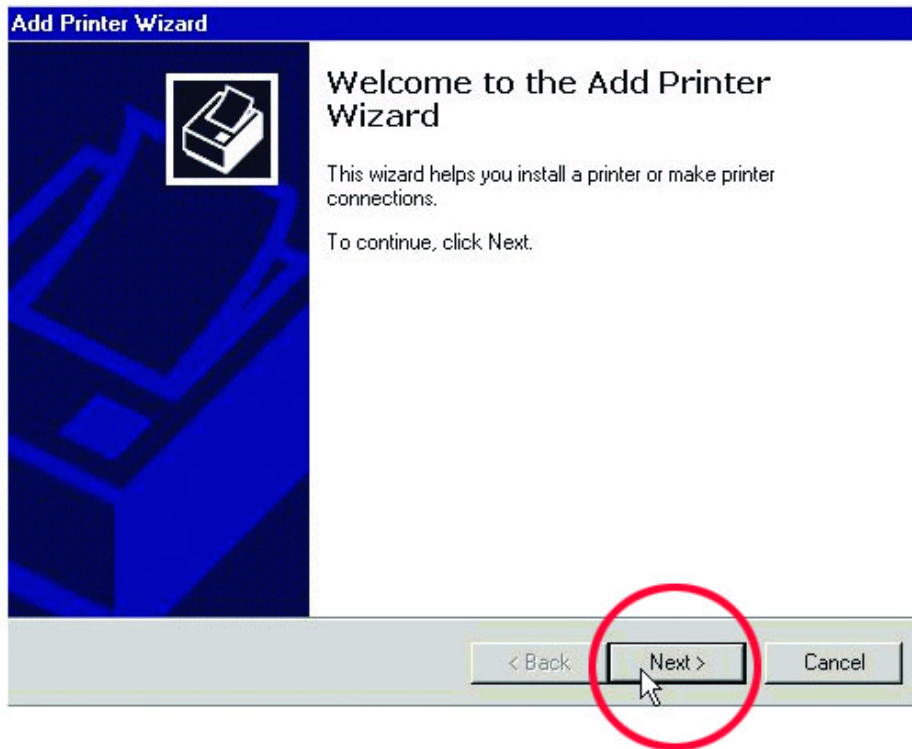 Add Printer Wizard
Welcome to the Add Printer
Wizard
This wizard helps you install a printer or make printer
connections.
To continue, click Next.
< Back
Next >
Cancel